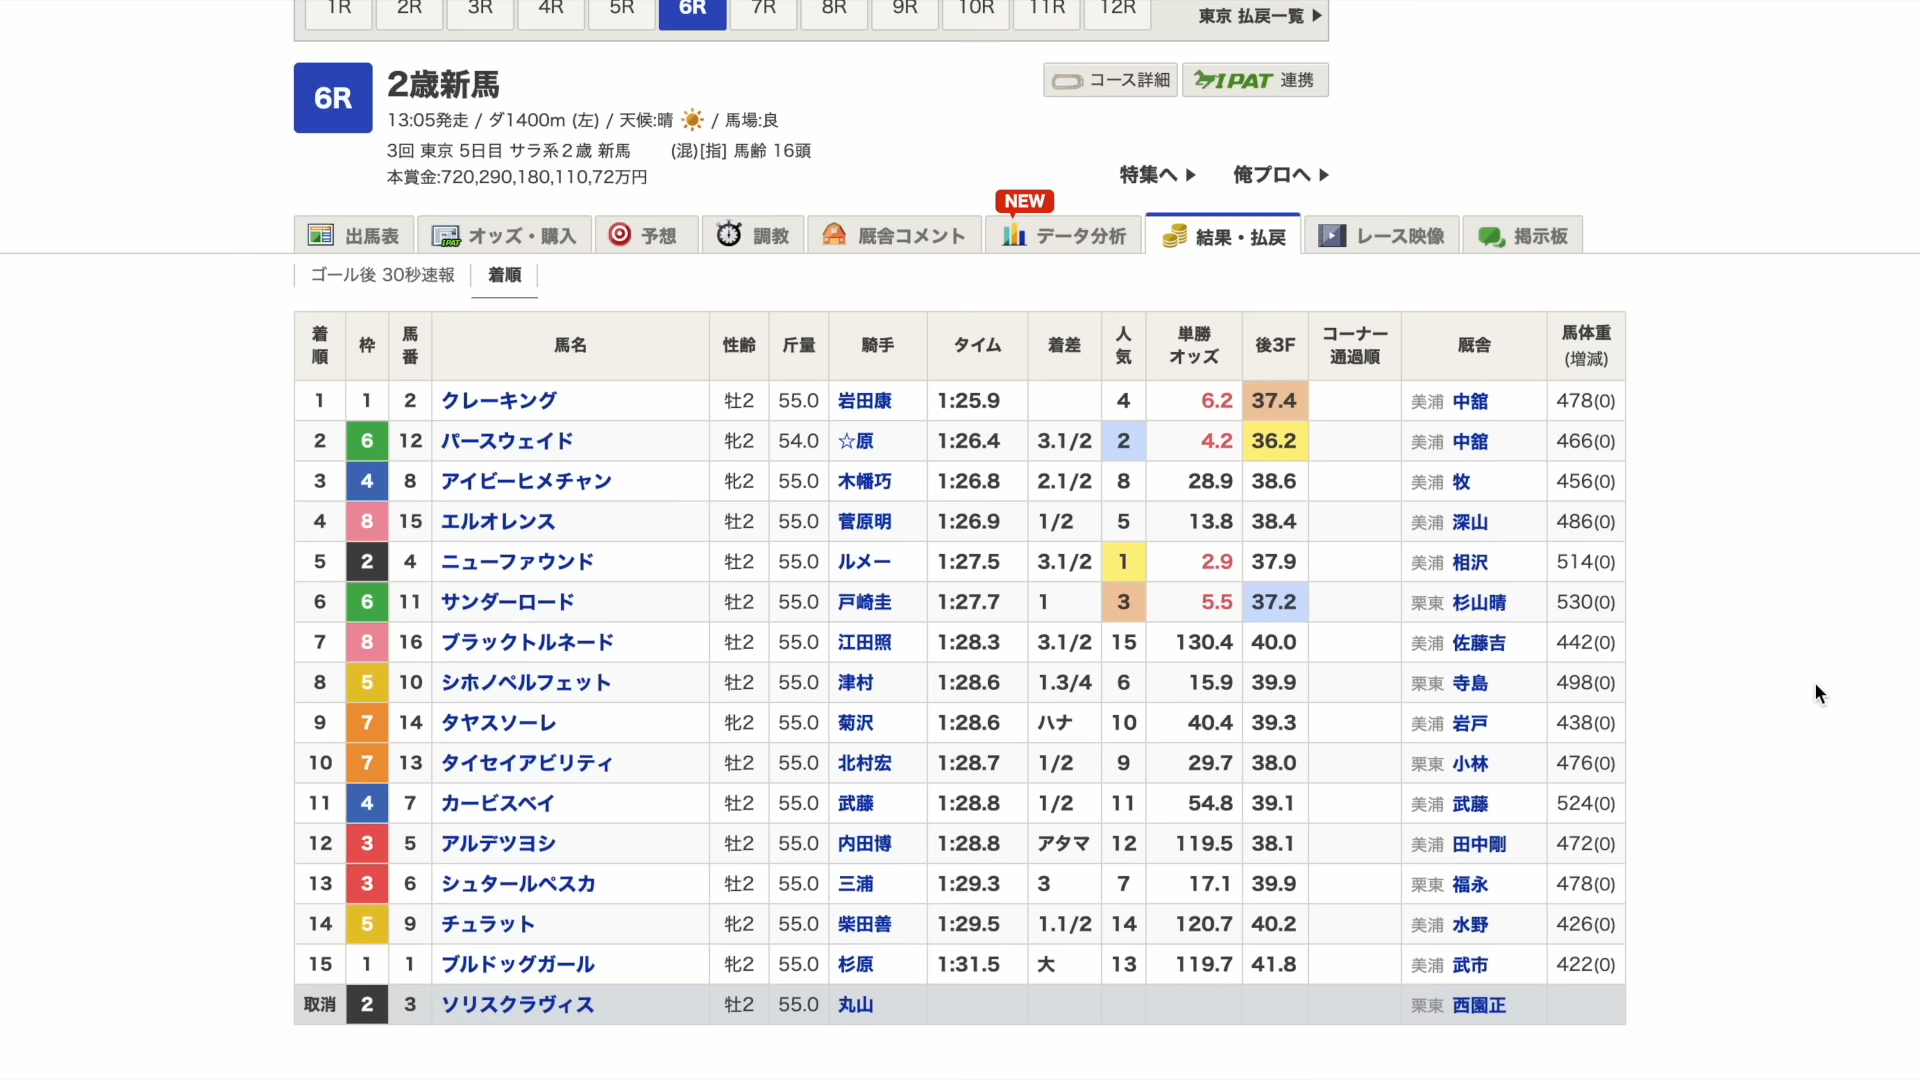 1R 2R 3R 4R 5R 6R 7R 8R 9R 10R 11R 12R 東京 払戻一覧
6R 2歳新馬 コース詳細 IPAT 連携
13:05発走 / ダ1400m (左) / 天候:晴 / 馬場:良
3回 東京 5日目 サラ系2歳 新馬 (混)[指] 馬齢 16頭
本賞金:720,290,180,110,72万円 特集へ 俺プロへ
NEW
出馬表 オッズ・購入 予想 調教 厩舎コメント データ分析 結果・払戻 レース映像 掲示板
ゴール後 30秒速報 着順
着順 枠 馬番 馬名 性齢 斤量 騎手 タイム 着差 人気 単勝オッズ 後3F コーナー通過順 厩舎 馬体重(増減)
1 1 2 クレーキング 牡2 55.0 岩田康 1:25.9 4 6.2 37.4 美浦 中舘 478(0)
2 6 12 パースウェイド 牝2 54.0 ☆原 1:26.4 3.1/2 2 4.2 36.2 美浦 中舘 466(0)
3 4 8 アイビーヒメチャン 牝2 55.0 木幡巧 1:26.8 2.1/2 8 28.9 38.6 美浦 牧 456(0)
4 8 15 エルオレンス 牡2 55.0 菅原明 1:26.9 1/2 5 13.8 38.4 美浦 深山 486(0)
5 2 4 ニューファウンド 牡2 55.0 ルメー 1:27.5 3.1/2 1 2.9 37.9 美浦 相沢 514(0)
6 6 11 サンダーロード 牡2 55.0 戸崎圭 1:27.7 1 3 5.5 37.2 栗東 杉山晴 530(0)
7 8 16 ブラックトルネード 牡2 55.0 江田照 1:28.3 3.1/2 15 130.4 40.0 美浦 佐藤吉 442(0)
8 5 10 シホノペルフェット 牡2 55.0 津村 1:28.6 1.3/4 6 15.9 39.9 栗東 寺島 498(0)
9 7 14 タヤスソーレ 牝2 55.0 菊沢 1:28.6 ハナ 10 40.4 39.3 美浦 岩戸 438(0)
10 7 13 タイセイアビリティ 牡2 55.0 北村宏 1:28.7 1/2 9 29.7 38.0 栗東 小林 476(0)
11 4 7 カービスベイ 牡2 55.0 武藤 1:28.8 1/2 11 54.8 39.1 美浦 武藤 524(0)
12 3 5 アルデツヨシ 牡2 55.0 内田博 1:28.8 アタマ 12 119.5 38.1 美浦 田中剛 472(0)
13 3 6 シュタールペスカ 牡2 55.0 三浦 1:29.3 3 7 17.1 39.9 栗東 福永 478(0)
14 5 9 チュラット 牝2 55.0 柴田善 1:29.5 1.1/2 14 120.7 40.2 美浦 水野 426(0)
15 1 1 ブルドッグガール 牝2 55.0 杉原 1:31.5 大 13 119.7 41.8 美浦 武市 422(0)
取消 2 3 ソリスクラヴィス 牡2 55.0 丸山 栗東 西園正